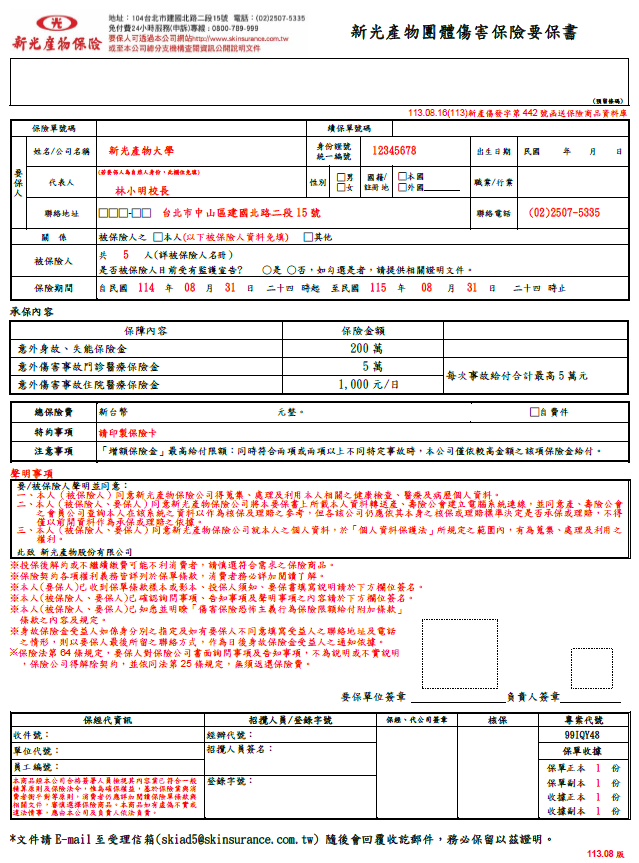 新光產物保險
地址：104台北市建國北路二段15號 電話：(02)2507-5335
免付費24小時服務(申訴)專線：0800-789-999
要保人可透過本公司網站http://www.skinsurance.com.tw
或至本公司總分支機構查閱資訊公開說明文件
新光產物團體傷害保險要保書
(預留條碼)
113.08.16(113)新產傷發字第442號函送保險商品資料庫
保險單號碼 續保單號碼
要保人
姓名/公司名稱 新光產物大學 身份證號 統一編號 12345678 出生日期 民國 年 月 日
代表人 (若要保人為自然人身份，此欄位免填) 林小明校長 性別 □男 □女 國籍/註冊地 □本國 □外國 職業/行業
聯絡地址 □□□-□□ 台北市中山區建國北路二段15號 聯絡電話 (02)2507-5335
關 係 被保險人之 □本人(以下被保險人資料免填) □其他
被保險人 共 5 人(詳被保險人名冊)
是否被保險人目前受有監護宣告? ○是 ○否，如勾選是者，請提供相關證明文件。
保險期間 自民國 114 年 08 月 31 日 二十四 時起 至民國 115 年 08 月 31 日 二十四 時止
承保內容
保障內容 保險金額
意外身故、失能保險金 200萬
意外傷害事故門診醫療保險金 5萬
意外傷害事故住院醫療保險金 1,000元/日
每次事故給付合計最高5萬元
總保險費 新台幣 元整。 □自費件
特約事項 請印製保險卡
注意事項 「增額保險金」最高給付限額：同時符合兩項或兩項以上不同特定事故時，本公司僅依較高金額之該項保險金給付。
聲明事項
要/被保險人聲明並同意：
一、本人（被保險人）同意新光產物保險公司得蒐集、處理及利用本人相關之健康檢查、醫療及病歷個人資料。
二、本人（被保險人、要保人）同意新光產物保險公司將本要保書上所載本人資料轉送產、壽險公會建立電腦系統連線，並同意產、壽險公會之會員公司查詢本人在該系統之資料以作為核保及理賠之參考，但各該公司仍應依其本身之核保或理賠標準決定是否承保或理賠，不得僅以前開資料作為承保或理賠之依據。
三、本人（被保險人、要保人）同意新光產物保險公司就本人之個人資料，於「個人資料保護法」所規定之範圍內，有為蒐集、處理及利用之權利。
此致 新光產物股份有限公司
※投保後解約或不繼續繳費可能不利消費者，請慎選符合需求之保險商品。
※保險契約各項權利義務皆詳列於保單條款，消費者務必詳加閱讀了解。
※本人(要保人)已收到保單條款樣本或影本、投保人須知、要保書填寫說明請於下方欄位簽名。
※本人(被保險人、要保人)已確認詢問事項、告知事項及聲明事項之內容請於下方欄位簽名。
※本人(被保險人、要保人)已知悉並明瞭「傷害保險恐怖主義行為保險限額給付附加條款」
條款之內容及規定。
※身故保險金受益人如係身分別之指定及如有要保人不同意填寫受益人之聯絡地址及電話
之情形，則以要保人最後所留之聯絡方式，作為日後身故保險金受益人之通知依據。
※保險法第64條規定，要保人對保險公司書面詢問事項及告知事項，不為說明或不實說明
，保險公司得解除契約，並依同法第25條規定，無須返還保險費。
要保單位簽章 負責人簽章
保經代資訊 招攬人員/登錄字號 保經、代公司簽章 核保 專案代號
收件號： 經辦代號： 99IQY48
單位代號： 招攬人員簽名： 保單收據
員工編號： 保單正本 1 份
保單副本 1 份
本商品經本公司合格簽署人員檢視其內容業已符合一般精算原則及保險法令，惟為確保權益，基於保險業與消費者衡平對等原則，消費者仍應詳加閱讀保險單條款與相關文件，審慎選擇保險商品。本商品如有虛偽不實或違法情事，應由本公司及負責人依法負責。
登錄字號： 收據正本 1 份
收據副本 1 份
*文件請E-mail至受理信箱(skiad5@skinsurance.com.tw) 隨後會回覆收訖郵件，務必保留以茲證明。
113.08 版